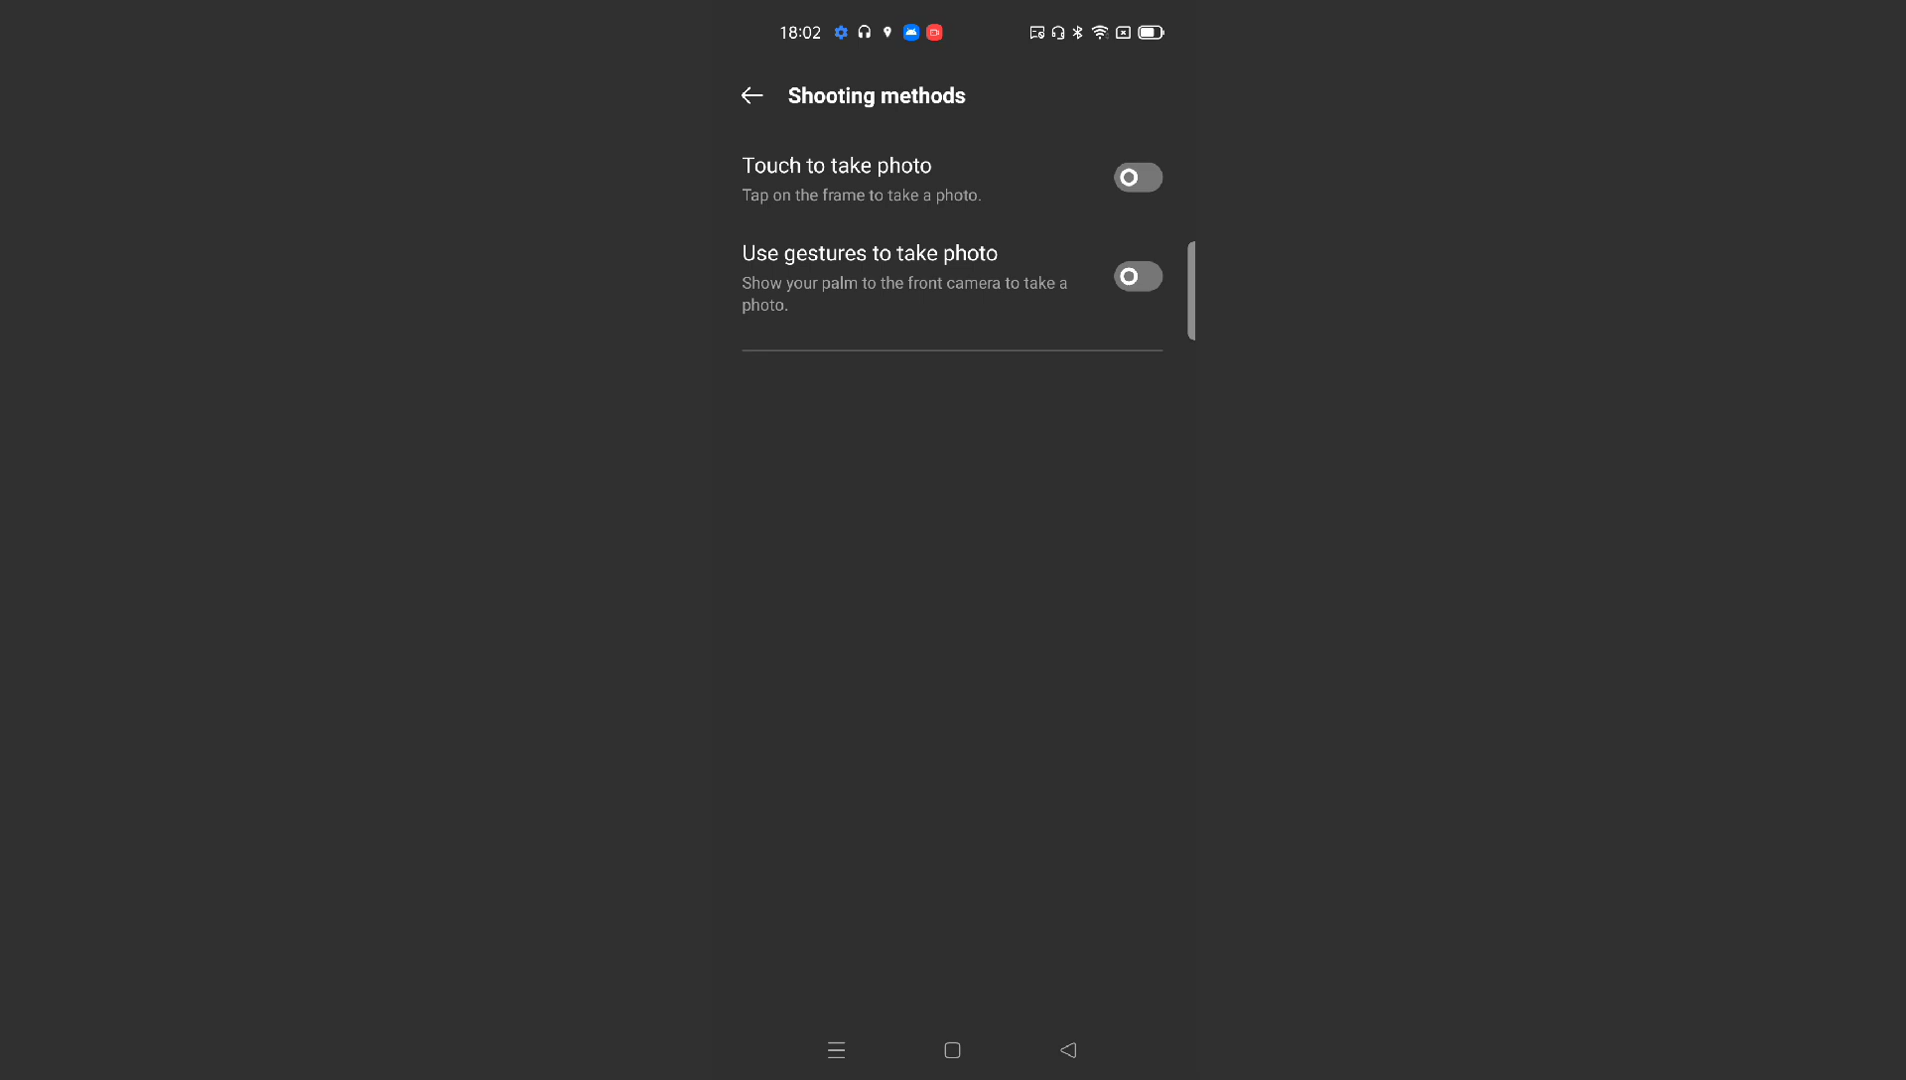 18:02
Shooting methods
Touch to take photo
Tap on the frame to take a photo.
Use gestures to take photo
Show your palm to the front camera to take a
photo.